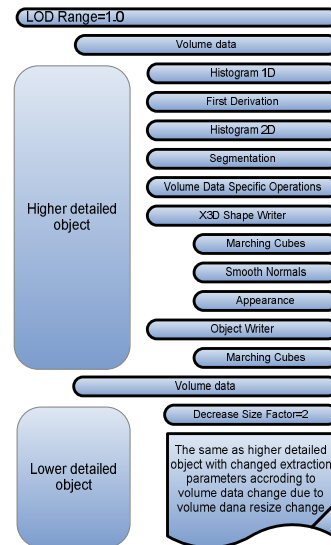 LOD Range=1.0
Volume data
Histogram 1D
First Derivation
Histogram 2D
Segmentation
Volume Data Specific Operations
X3D Shape Writer
Marching Cubes
Smooth Normals
Appearance
Object Writer
Marching Cubes
Higher detailed
object
Volume data
Decrease Size Factor=2
Lower detailed
object
The same as higher detailed
object with changed extraction
parameters accroding to
volume data change due to
volume dana resize change